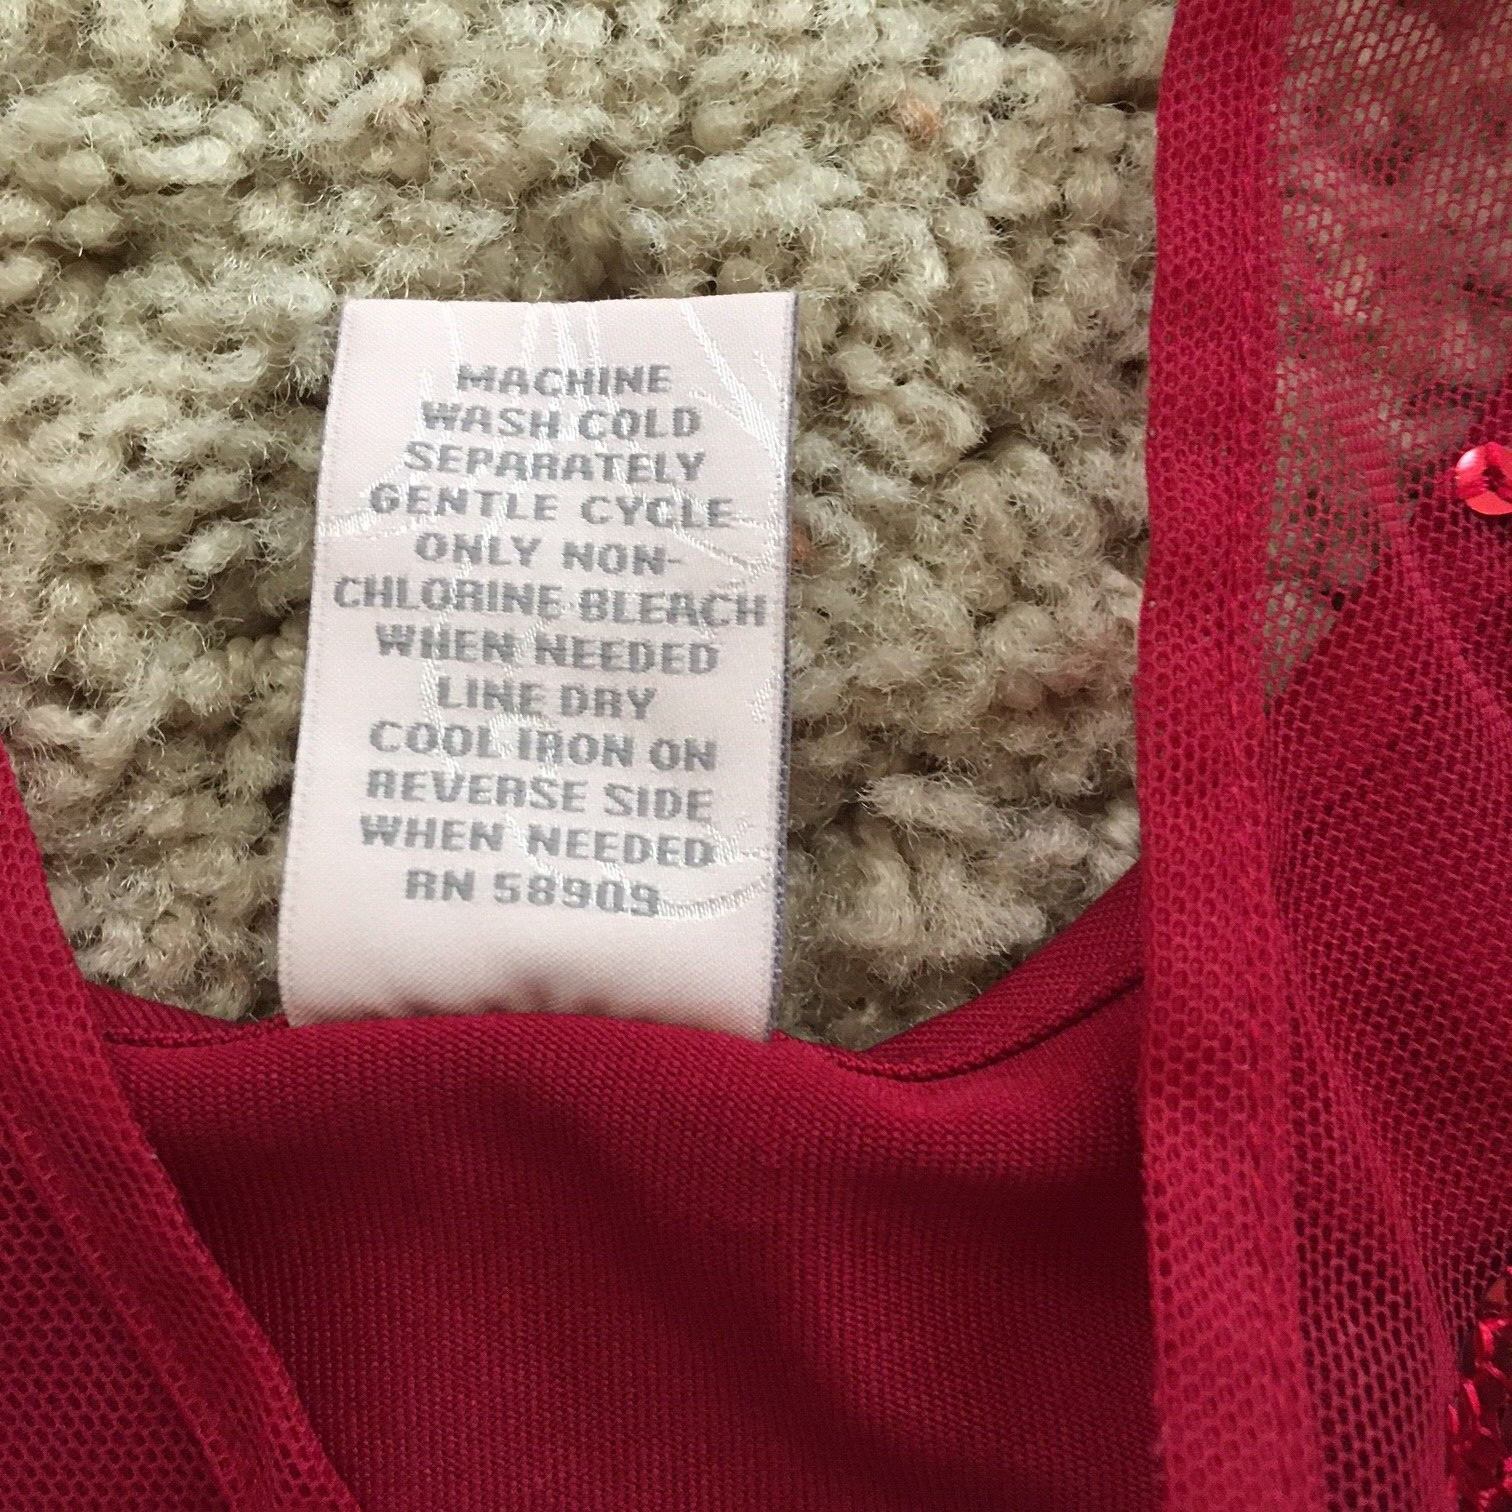 MACHINE
WASH COLD
SEPARATELY
GENTLE CYCLE
ONLY NON-
CHLORINE BLEACH
WHEN NEEDED
LINE DRY
COOL IRON ON
REVERSE SIDE
WHEN NEEDED
RN 58909